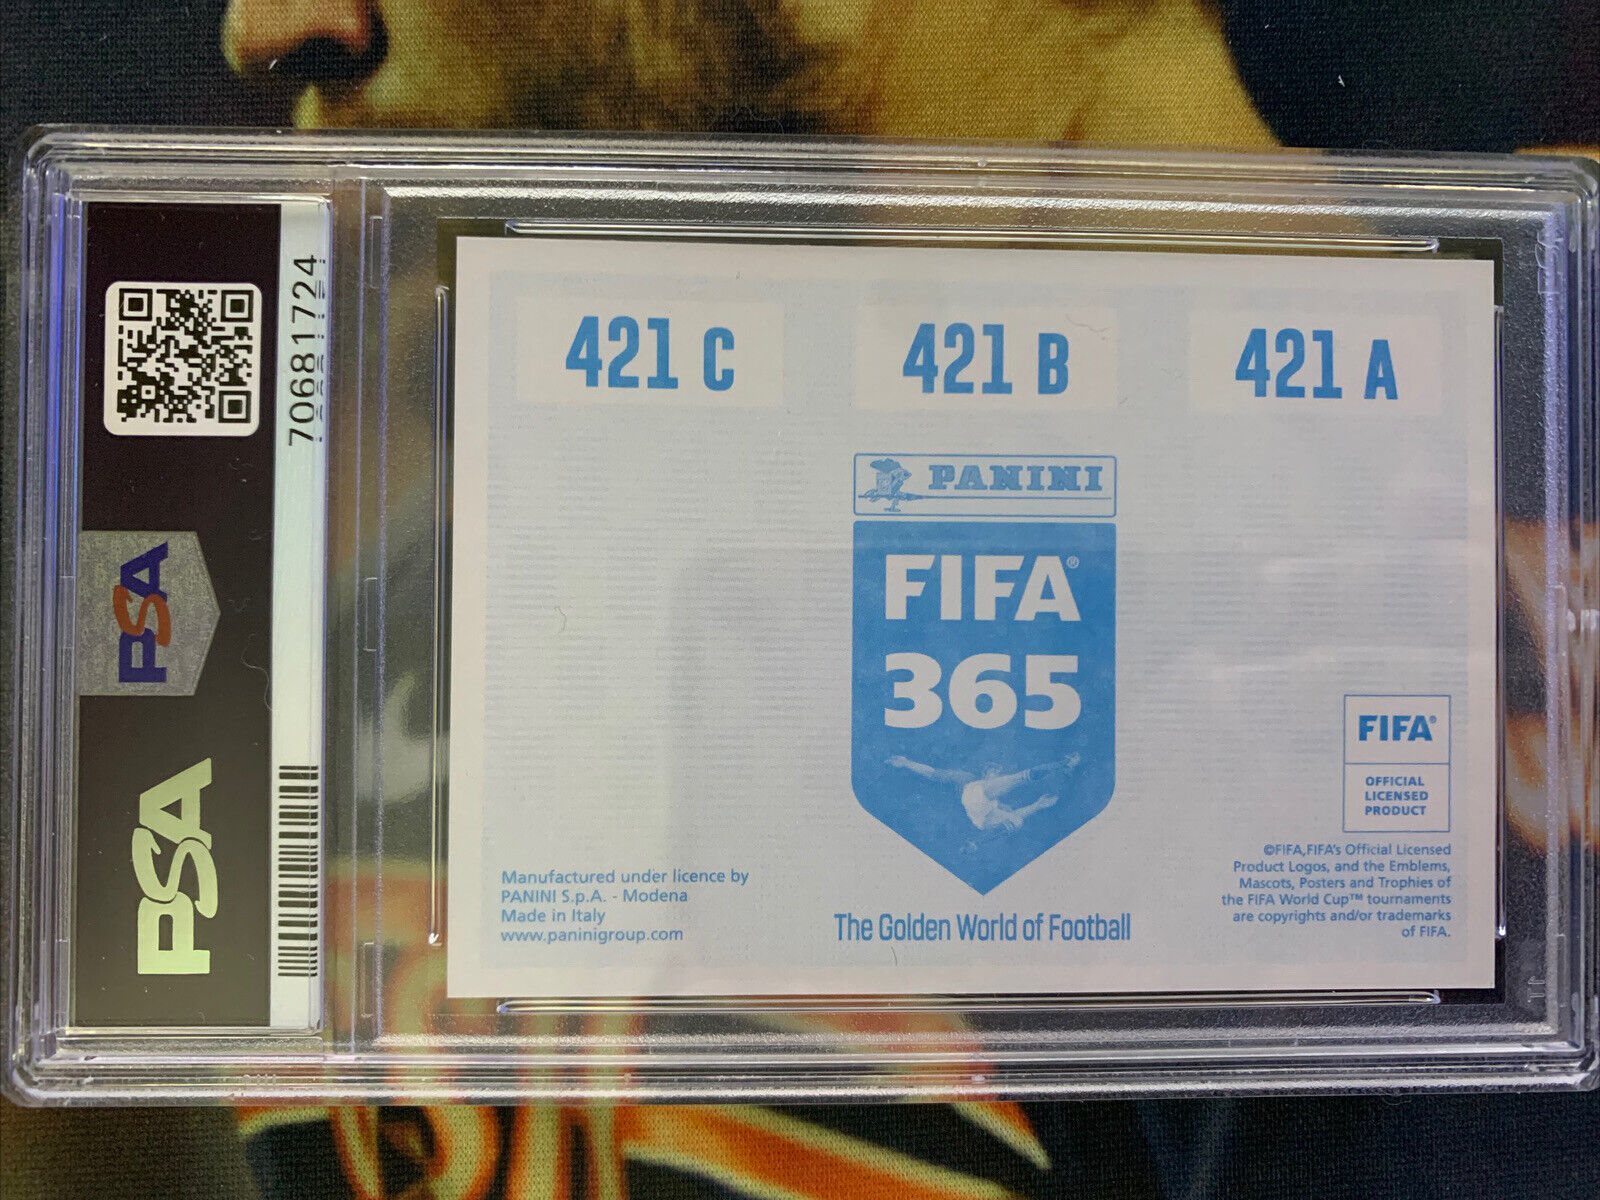 70681724
PSA
PSA
421 C
421 B
421 A
PANINI
FIFA®
365
The Golden World of Football
Manufactured under licence by
PANINI S.p.A. - Modena
Made in Italy
www.paninigroup.com
FIFA®
OFFICIAL
LICENSED
PRODUCT
©FIFA,FIFA's Official Licensed
Product Logos, and the Emblems,
Mascots, Posters and Trophies of
the FIFA World Cup™ tournaments
are copyrights and/or trademarks
of FIFA.